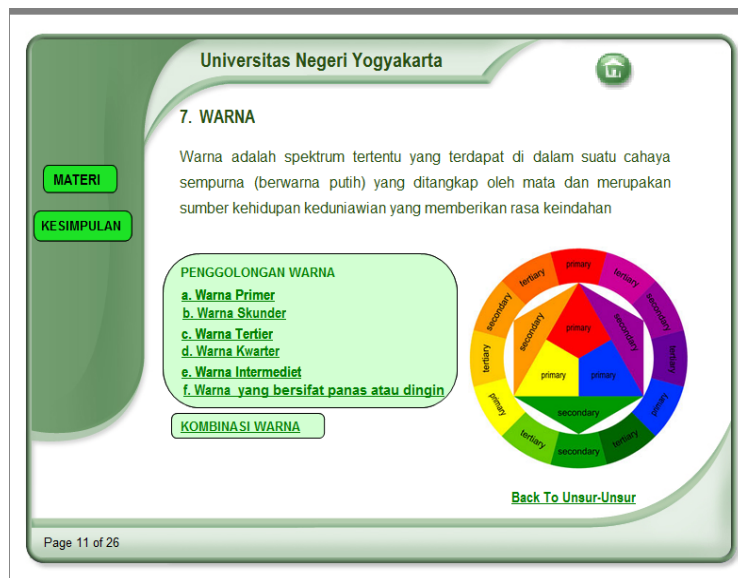 Universitas Negeri Yogyakarta
7. WARNA
Warna adalah spektrum tertentu yang terdapat di dalam suatu cahaya
sempurna (berwarna putih) yang ditangkap oleh mata dan merupakan
sumber kehidupan keduniawian yang memberikan rasa keindahan
MATERI
KESIMPULAN
PENGGOLONGAN WARNA
a. Warna Primer
b. Warna Skunder
c. Warna Tertier
d. Warna Kwarter
e. Warna Intermediet
f. Warna yang bersifat panas atau dingin
KOMBINASI WARNA
primary
tertiary
secondary
tertiary
primary
tertiary
secondary
tertiary
primary
tertiary
secondary
tertiary
primary
secondary
secondary
primary
primary
secondary
Back To Unsur-Unsur
Page 11 of 26